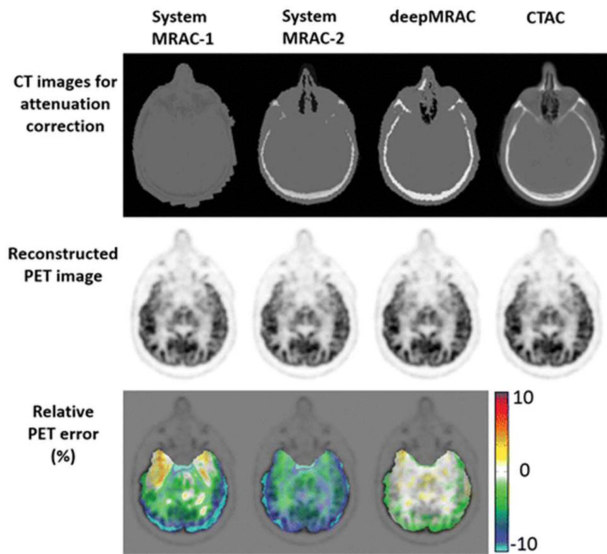 System
MRAC-1
System
MRAC-2
deepMRAC
CTAC
CT images for
attenuation
correction
Reconstructed
PET image
Relative
PET error
(%)
10
0
-10